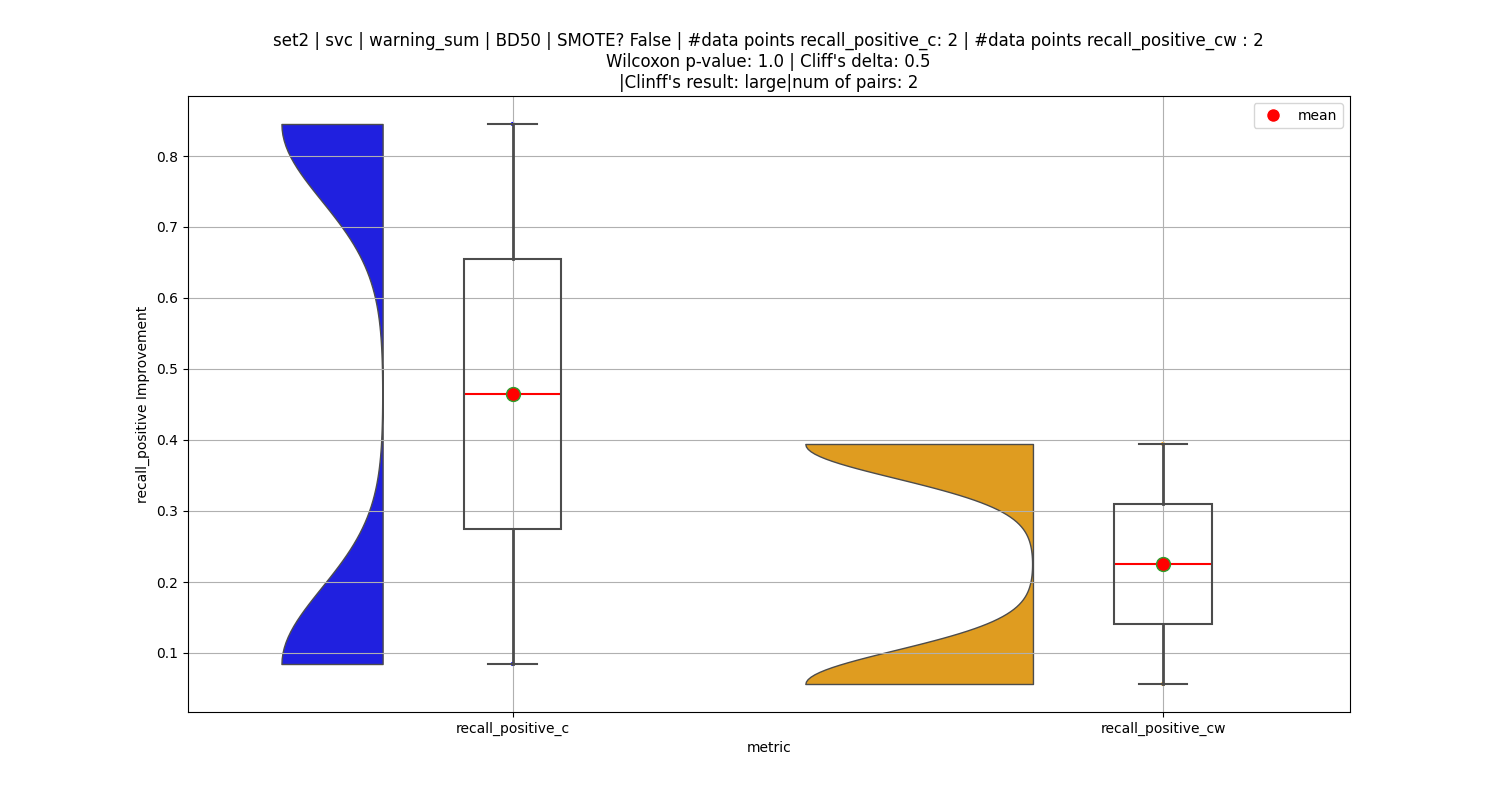 set2 | svc | warning_sum | BD50 | SMOTE? False | #data points recall_positive_c: 2 | #data points recall_positive_cw : 2
Wilcoxon p-value: 1.0 | Cliff's delta: 0.5
|Clinff's result: large|num of pairs: 2
mean
0.8
0.7
0.6
0.5
0.4
0.3
0.2
0.1
recall_positive Improvement
recall_positive_c
recall_positive_cw
metric